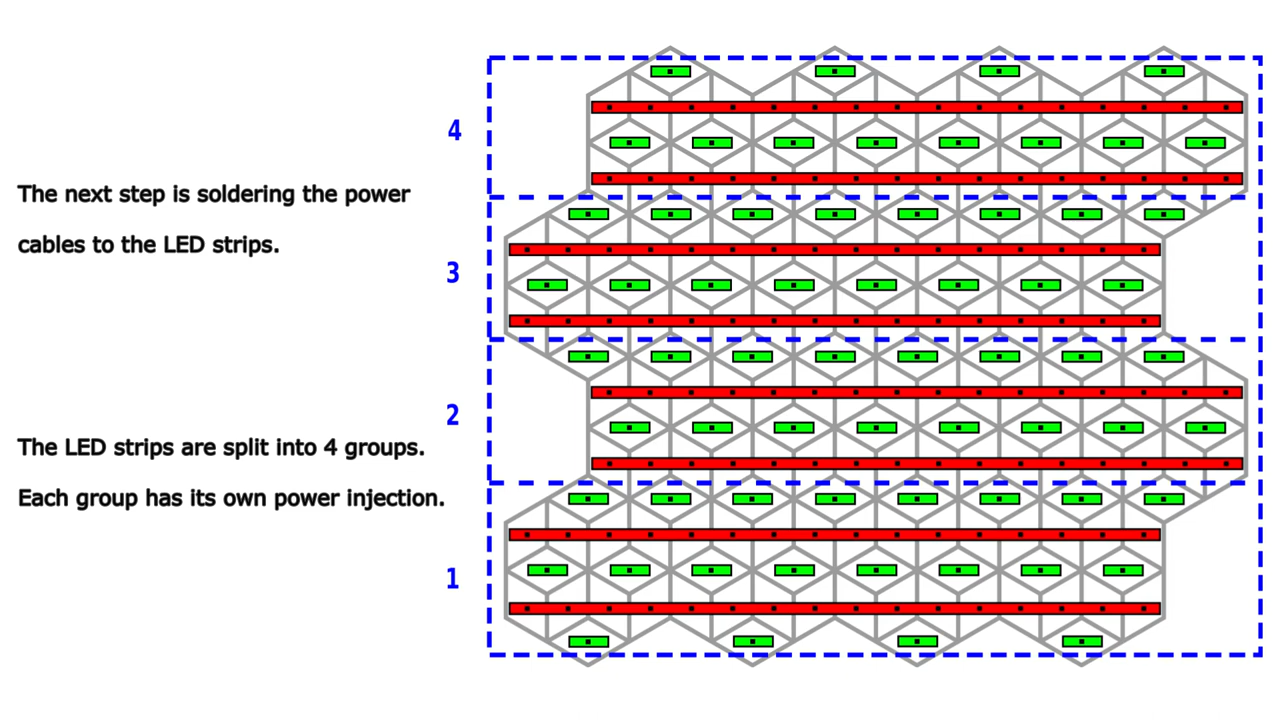 4
The next step is soldering the power
cables to the LED strips.
3
2
The LED strips are split into 4 groups.
Each group has its own power injection.
1